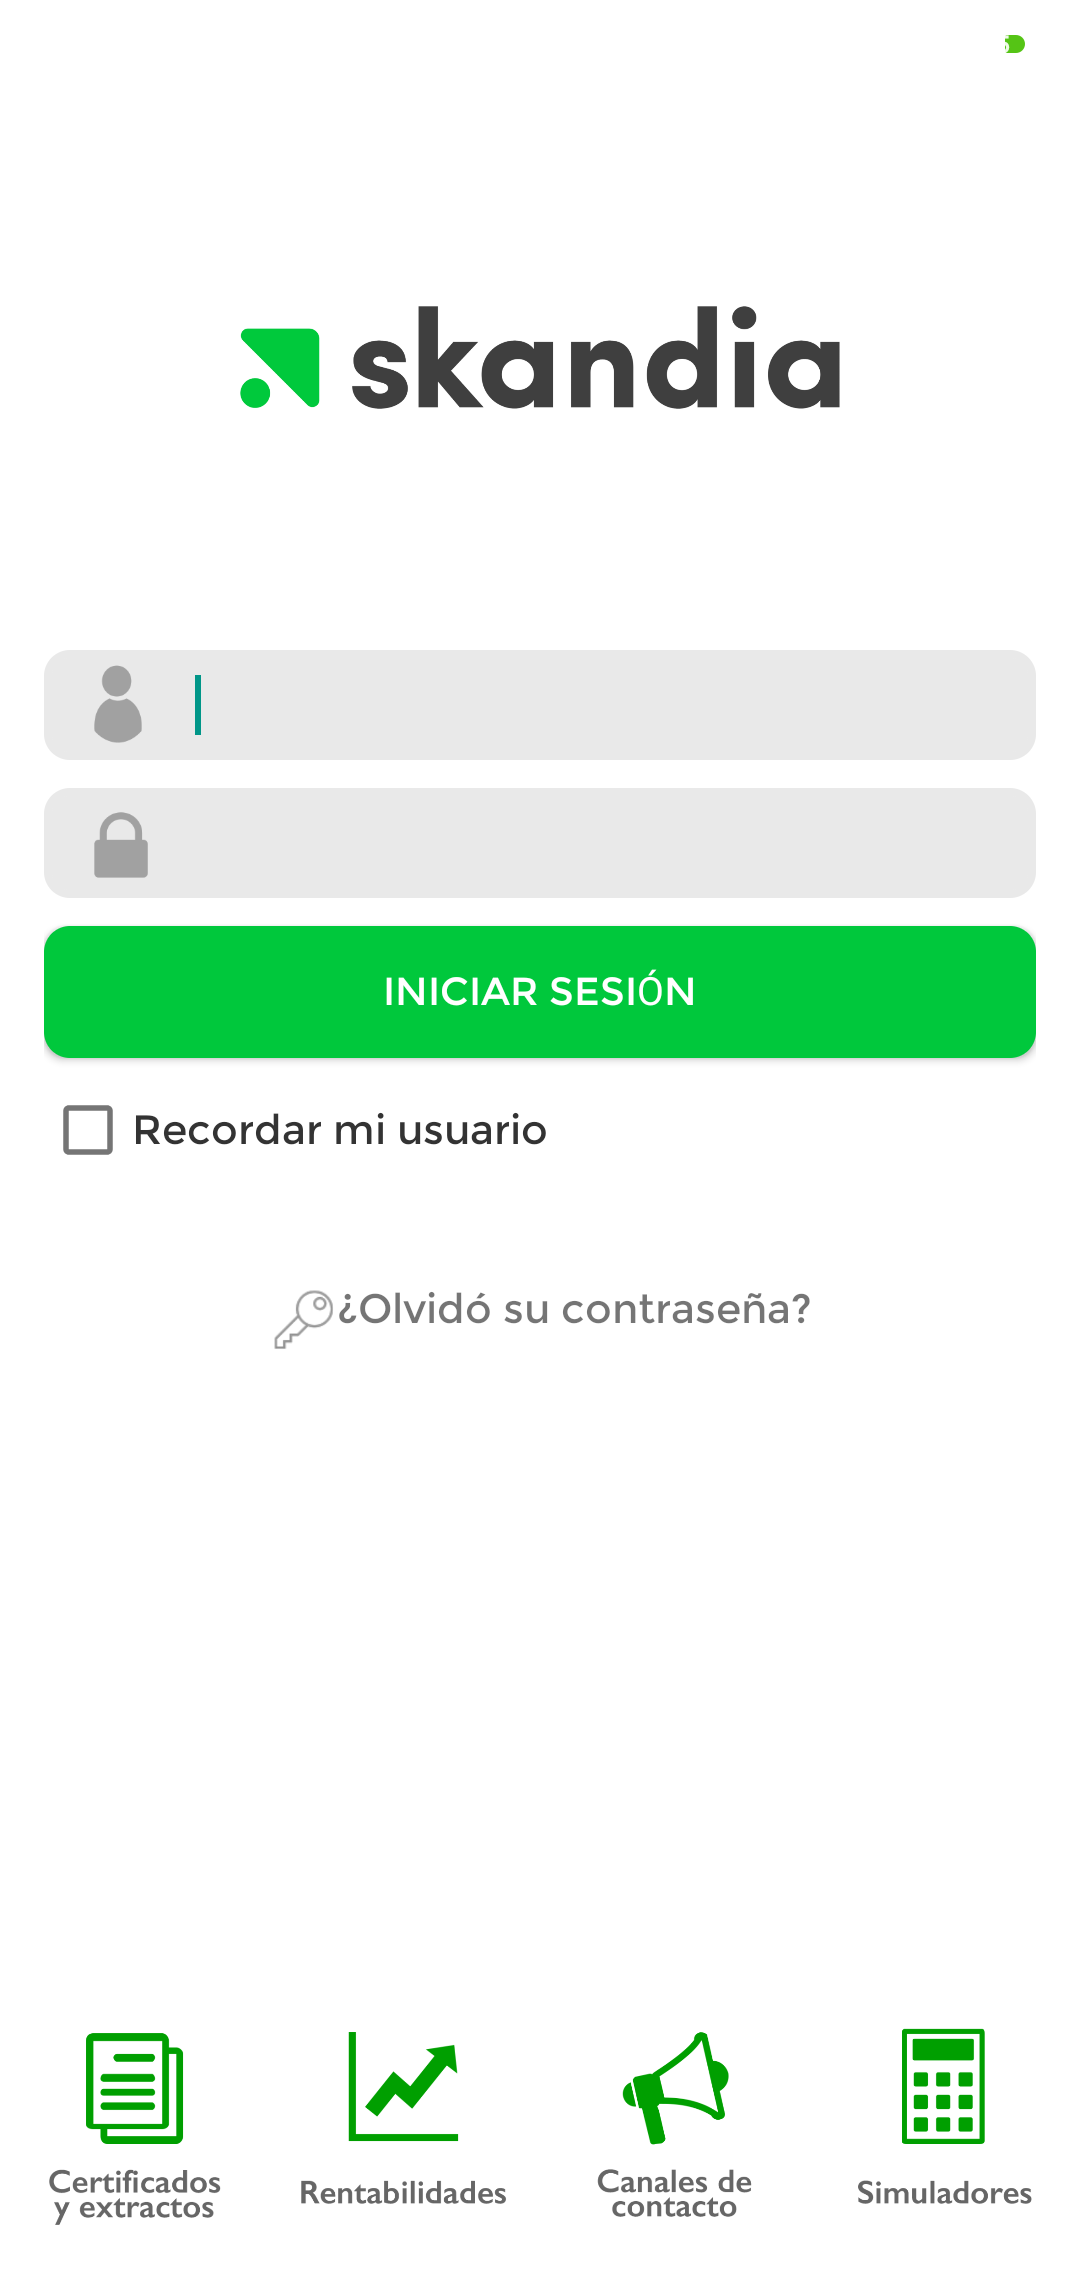 skandia
INICIAR SESIÓN
Recordar mi usuario
¿Olvidó su contraseña?
Certificados
y extractos
Rentabilidades
Canales de
contacto
Simuladores